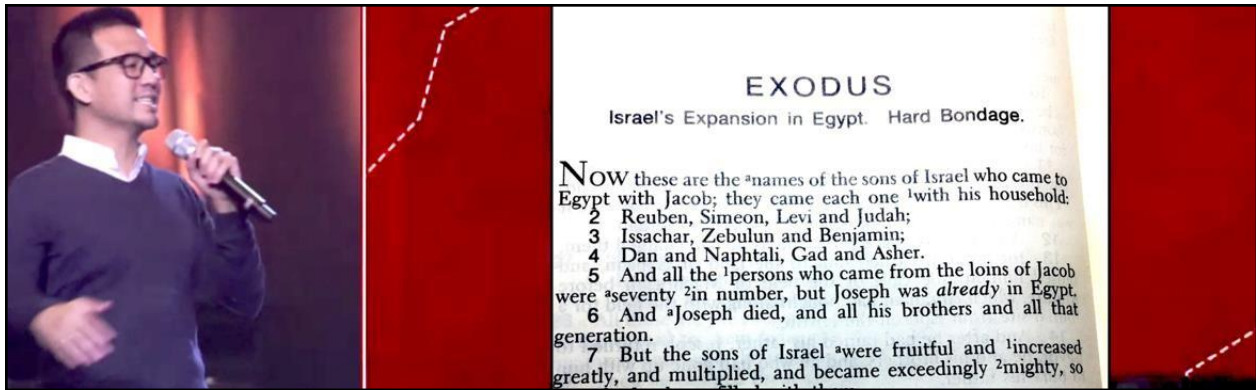 EXODUS
Israel's Expansion in Egypt. Hard Bondage.
Now these are the ᵃnames of the sons of Israel who came to
Egypt with Jacob; they came each one ¹with his household:
2 Reuben, Simeon, Levi and Judah;
3 Issachar, Zebulun and Benjamin;
4 Dan and Naphtali, Gad and Asher.
5 And all the ¹persons who came from the loins of Jacob
were ᵃseventy ²in number, but Joseph was already in Egypt.
6 And ᵃJoseph died, and all his brothers and all that
generation.
7 But the sons of Israel ᵃwere fruitful and ¹increased
greatly, and multiplied, and became exceedingly ²mighty, so